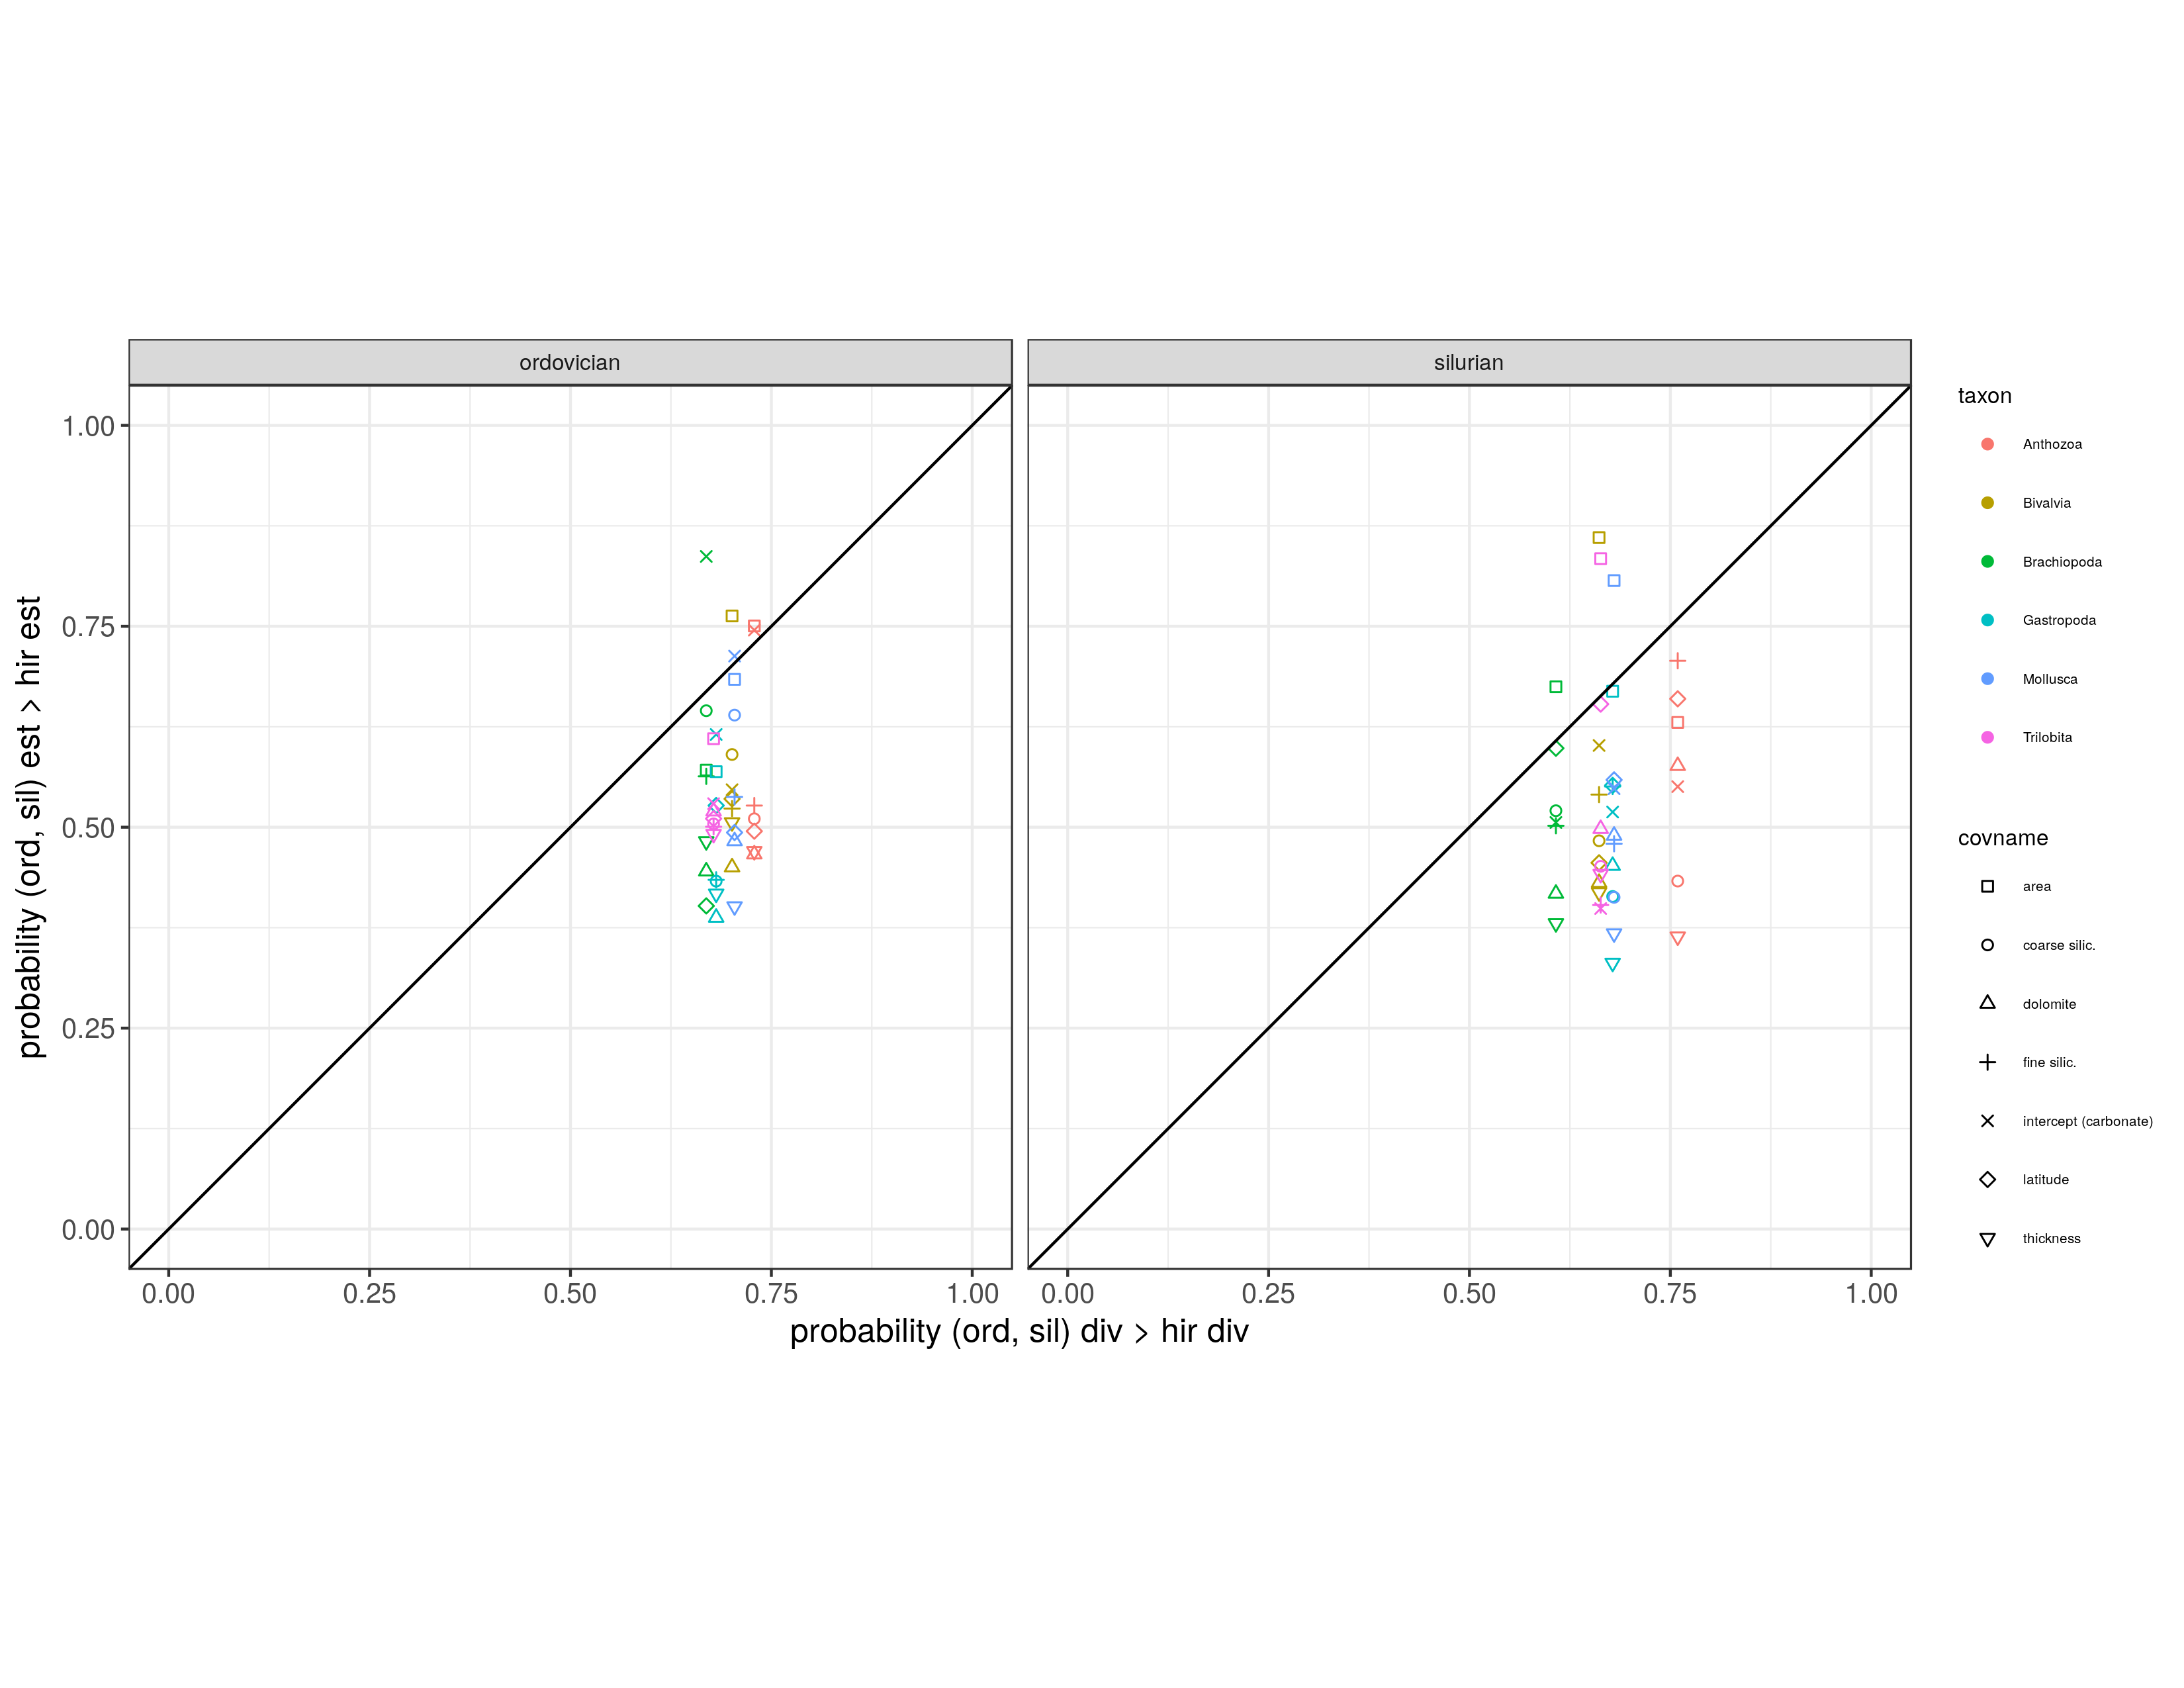 ordovician
silurian
probability (ord, sil) est > hir est
1.00
0.75
0.50
0.25
0.00
0.00
0.25
0.50
0.75
1.00
0.00
0.25
0.50
0.75
1.00
probability (ord, sil) div > hir div
taxon
Anthozoa
Bivalvia
Brachiopoda
Gastropoda
Mollusca
Trilobita
covname
area
coarse silic.
dolomite
fine silic.
intercept (carbonate)
latitude
thickness